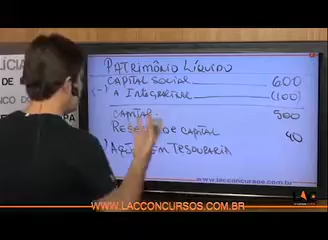 LÍCIA
PATRIMÔNIO LÍQUIDO
CAPITAL SOCIAL 600
(-) A INTEGRALIZAR (100)
CAPITAL 500
DE CAPITAL 40
AÇÕES EM TESOURARIA
www.lacconcursos.com.br
WWW.LACCONCURSOS.COM.BR